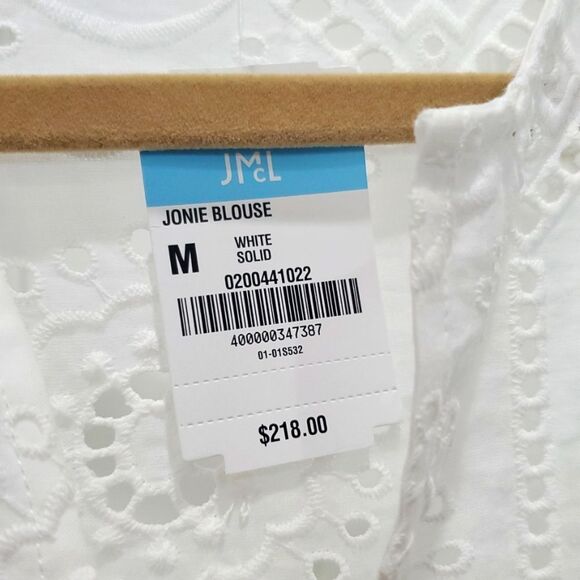 JMcL
JONIE BLOUSE
M
WHITE
SOLID
0200441022
400000347387
01-01S532
$218.00